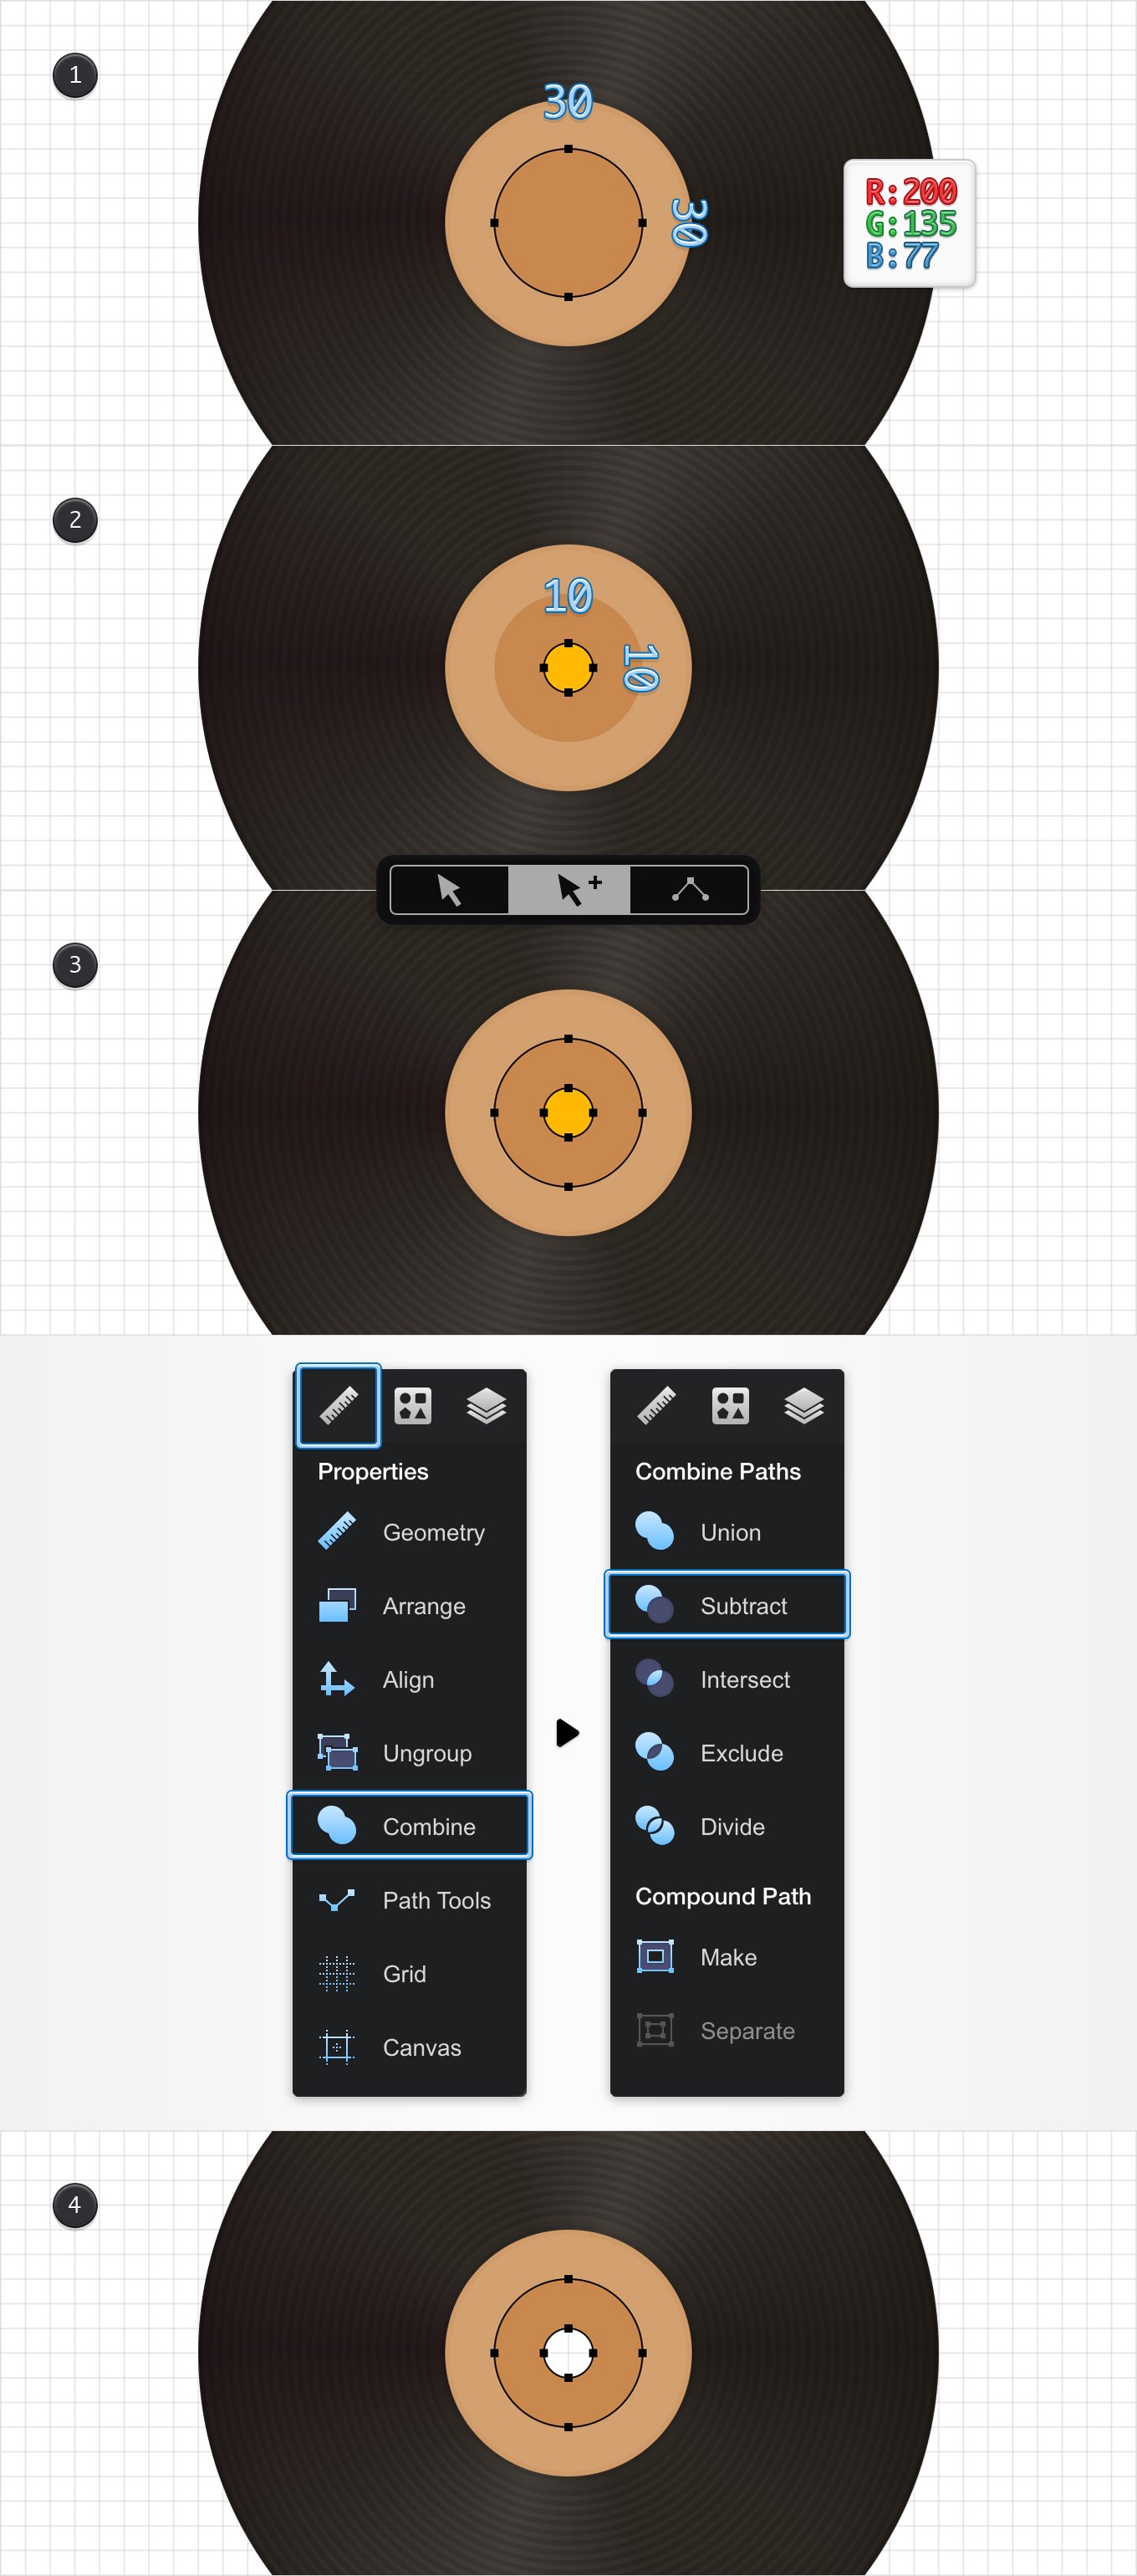 1
30
30
R:200
G:135
B:77
2
10
10
3
Properties
Geometry
Arrange
Align
Ungroup
Combine
Path Tools
Grid
Canvas
Combine Paths
Union
Subtract
Intersect
Exclude
Divide
Compound Path
Make
Separate
4